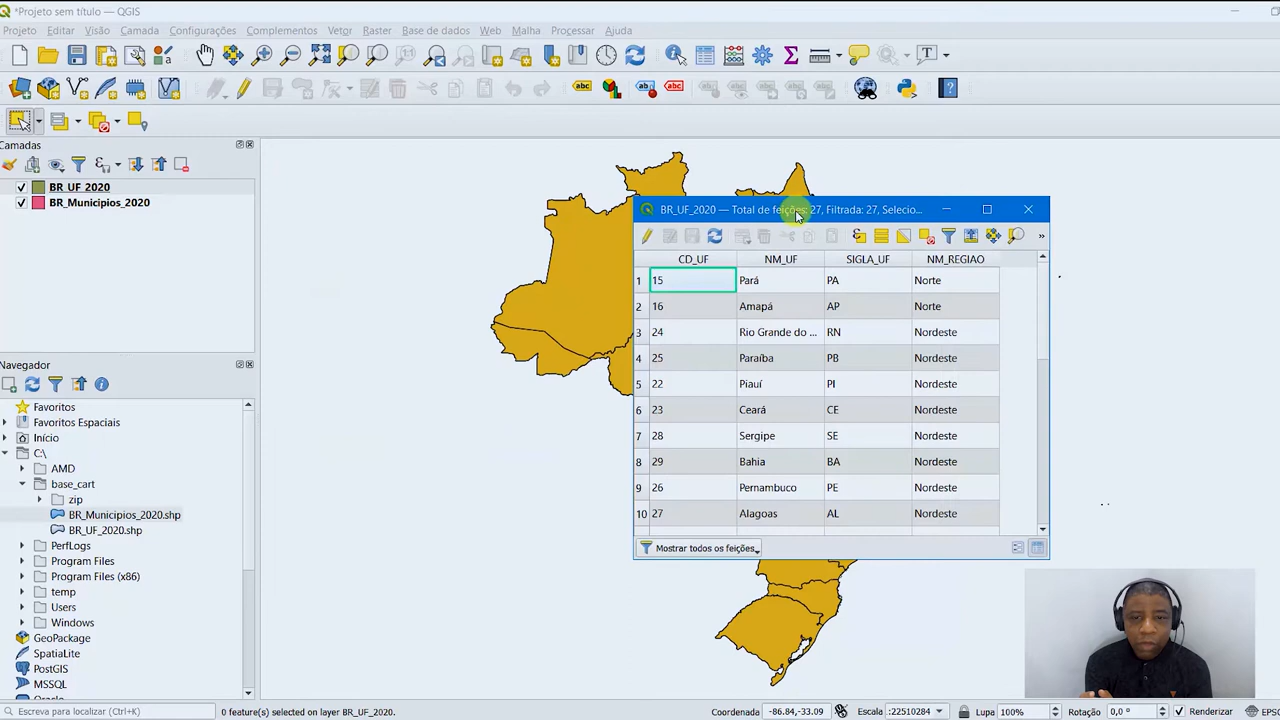 *Projeto sem título — QGIS
Projeto Editar Visão Camada Configurações Complementos Vetor Raster Base de dados Web Malha Processar Ajuda
abc abc abc
Camadas
BR_UF_2020
BR_Municipios_2020
BR_UF_2020 — Total de feições: 27, Filtrada: 27, Selecio...
CD_UF NM_UF SIGLA_UF NM_REGIAO
1 15 Pará PA Norte
2 16 Amapá AP Norte
3 24 Rio Grande do ... RN Nordeste
4 25 Paraíba PB Nordeste
5 22 Piauí PI Nordeste
6 23 Ceará CE Nordeste
7 28 Sergipe SE Nordeste
8 29 Bahia BA Nordeste
9 26 Pernambuco PE Nordeste
10 27 Alagoas AL Nordeste
Mostrar todos os feições
Navegador
Favoritos
Favoritos Espaciais
Início
C:\
AMD
base_cart
zip
BR_Municipios_2020.shp
BR_UF_2020.shp
PerfLogs
Program Files
Program Files (x86)
temp
Users
Windows
GeoPackage
SpatiaLite
PostGIS
MSSQL
Escreva para localizar (Ctrl+K)
0 feature(s) selected on layer BR_UF_2020.
Coordenada -86.84,-33.09 Escala :22510284 Lupa 100% Rotação 0,0 ° Renderizar EPS